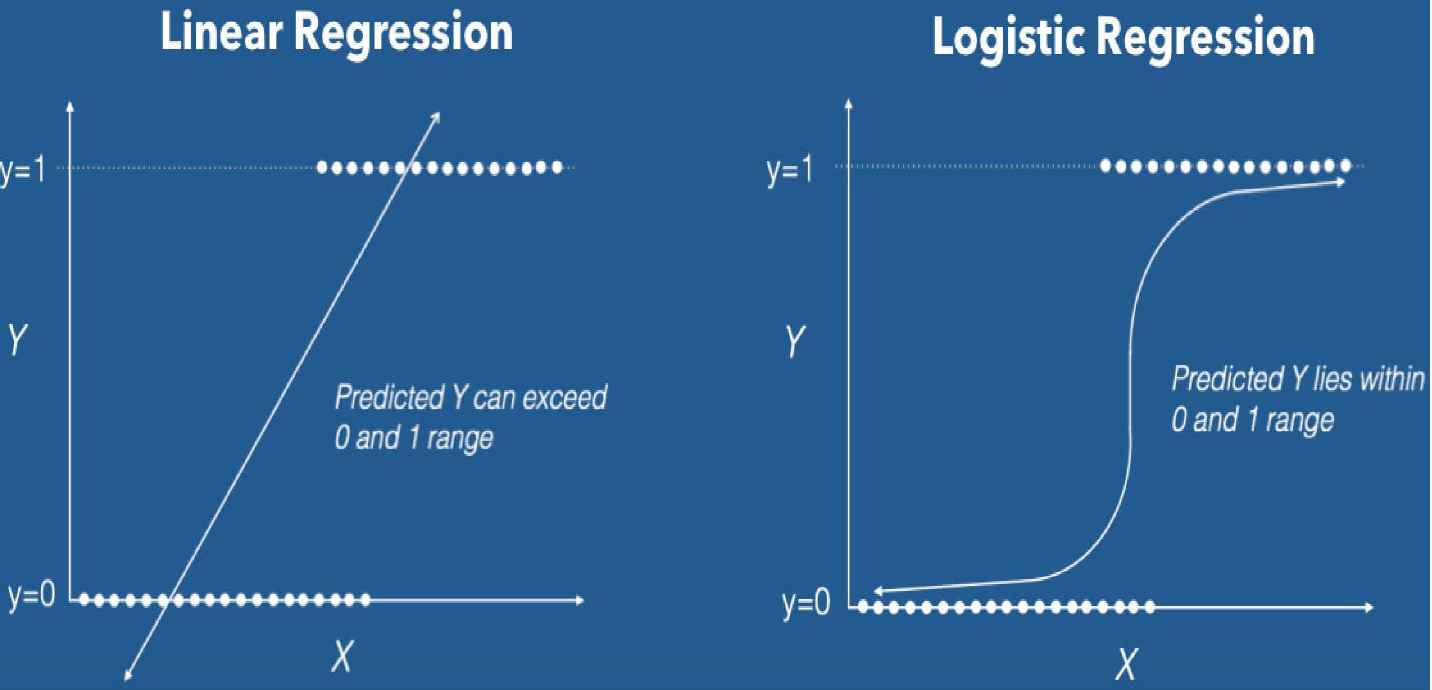 Linear Regression
y=1
Y
Predicted Y can exceed
0 and 1 range
y=0
X
Logistic Regression
y=1
Y
Predicted Y lies within
0 and 1 range
y=0
X